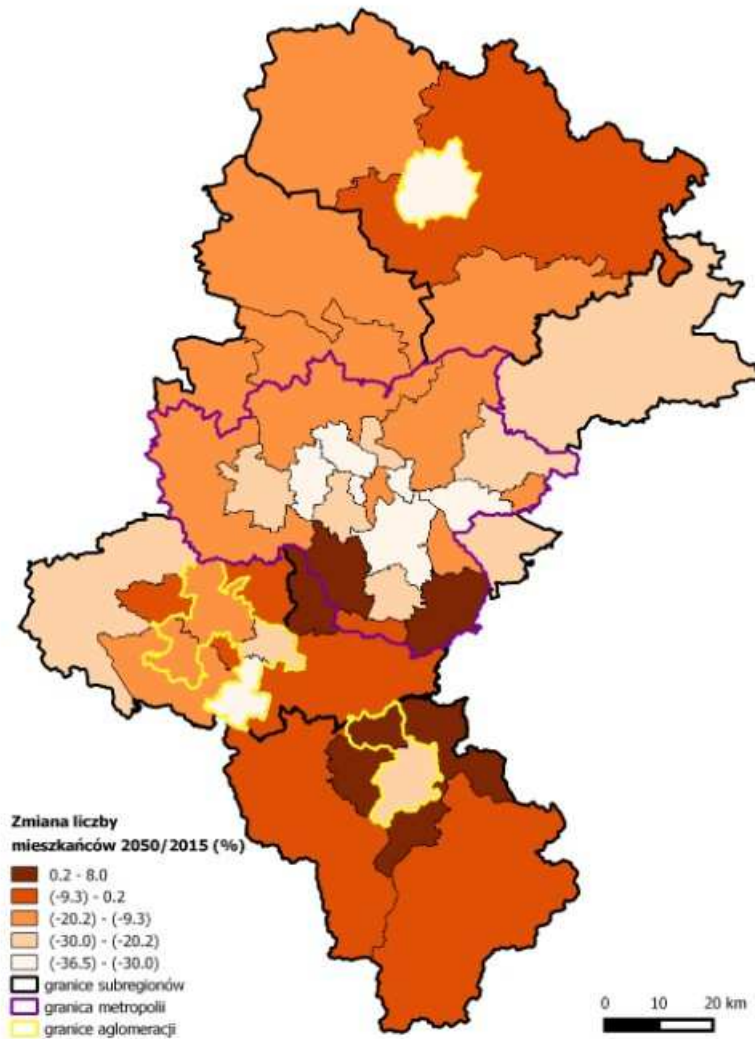 Zmiana liczby
mieszkańców 2050/2015 (%)
0.2 - 8.0
(-9.3) - 0.2
(-20.2) - (-9.3)
(-30.0) - (-20.2)
(-36.5) - (-30.0)
granice subregionów
granica metropolii
granice aglomeracji
0 10 20 km